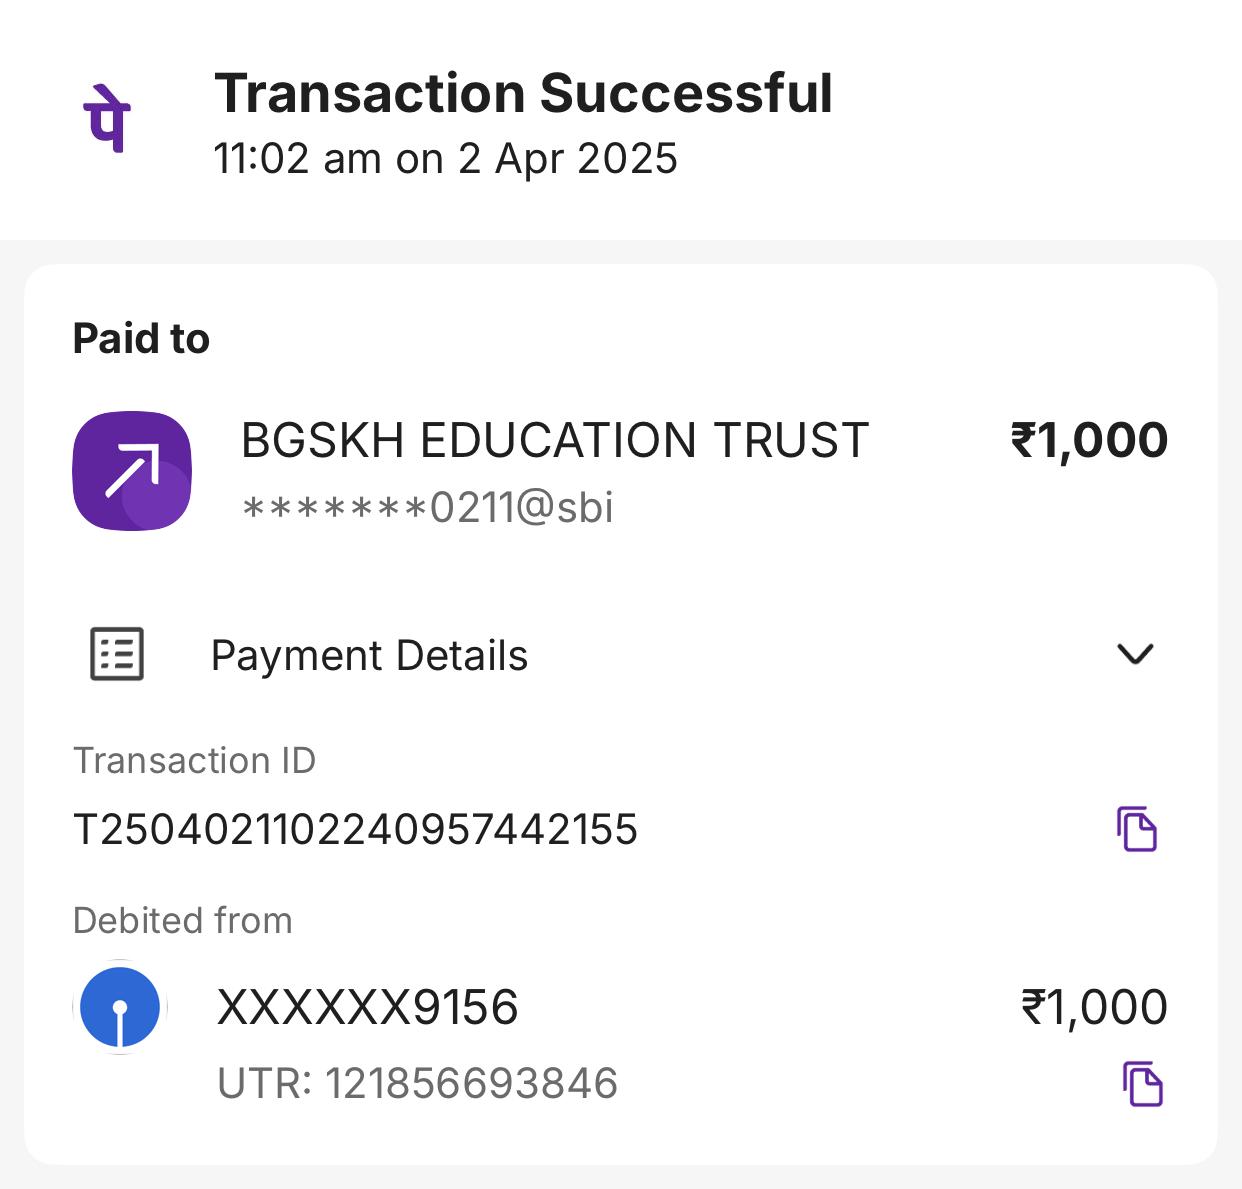 पे
Transaction Successful
11:02 am on 2 Apr 2025
Paid to
BGSKH EDUCATION TRUST ₹1,000
*******0211@sbi
Payment Details
Transaction ID
T2504021102240957442155
Debited from
XXXXXX9156 ₹1,000
UTR: 121856693846